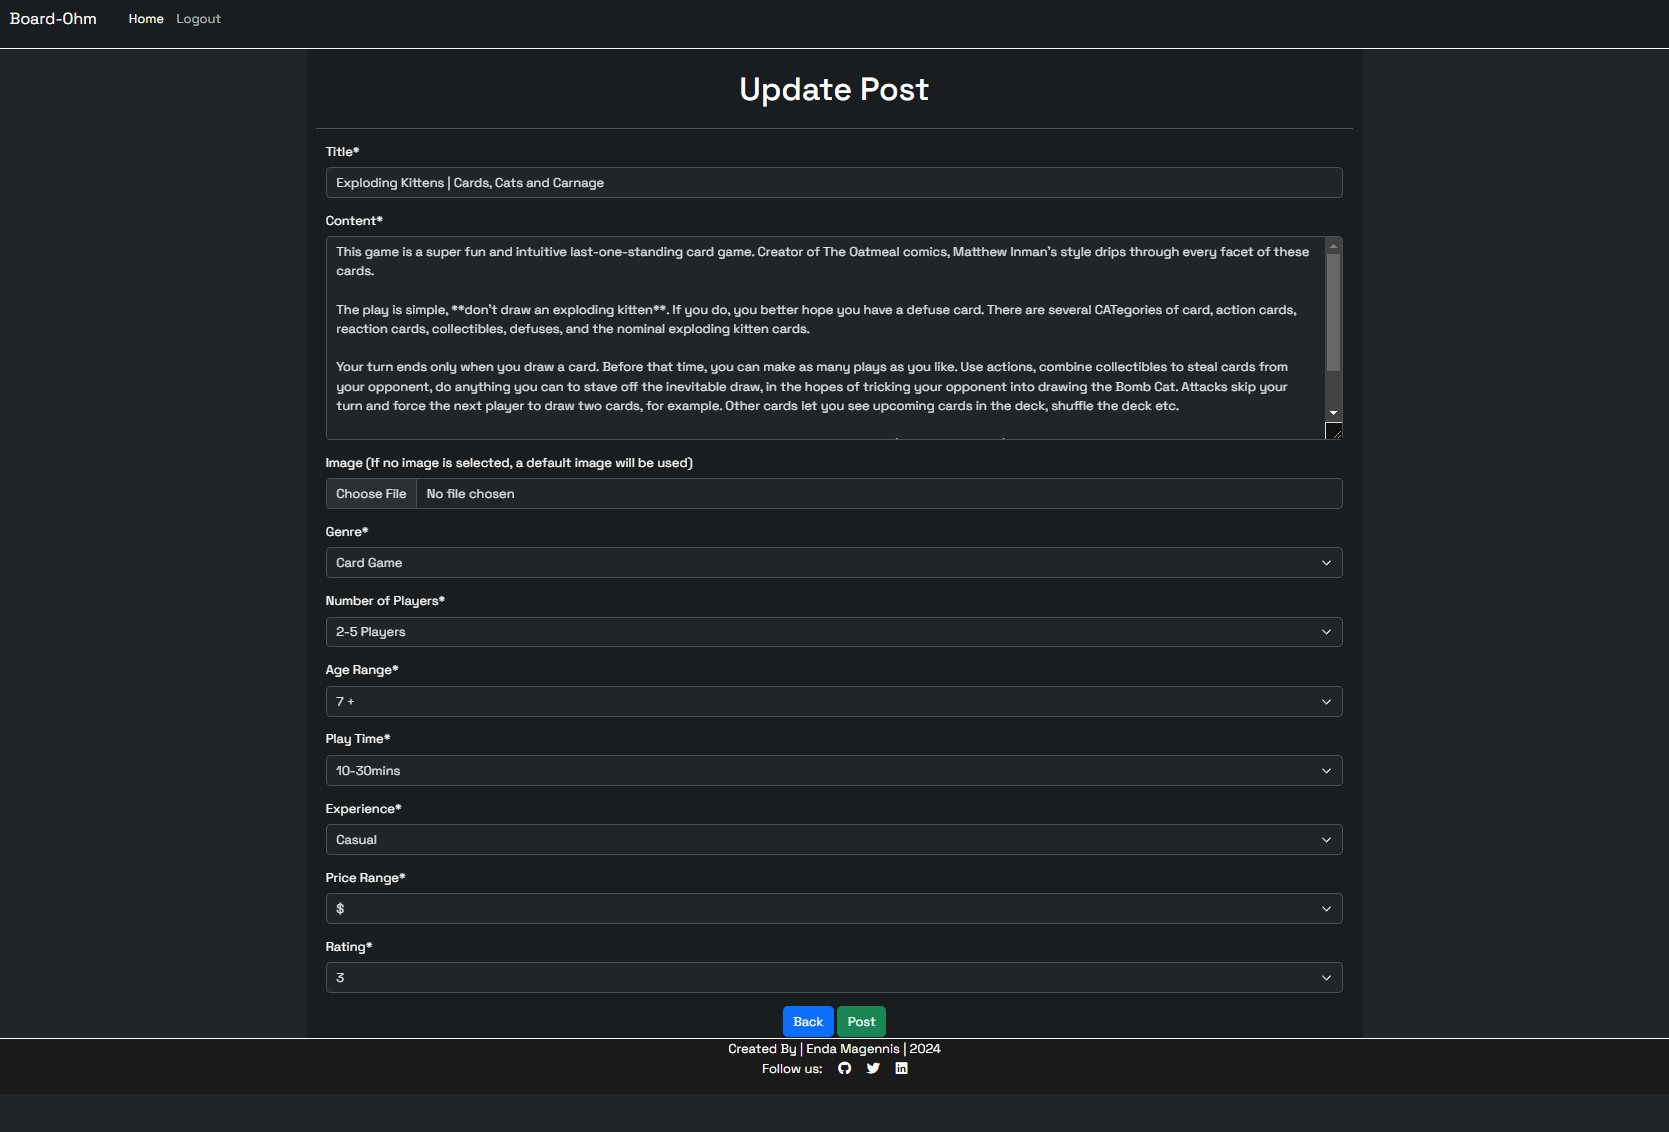 Board-Ohm Home Logout
Update Post
Title*
Exploding Kittens | Cards, Cats and Carnage
Content*
This game is a super fun and intuitive last-one-standing card game. Creator of The Oatmeal comics, Matthew Inman's style drips through every facet of these
cards.
The play is simple, **don't draw an exploding kitten**. If you do, you better hope you have a defuse card. There are several CATegories of card, action cards,
reaction cards, collectibles, defuses, and the nominal exploding kitten cards.
Your turn ends only when you draw a card. Before that time, you can make as many plays as you like. Use actions, combine collectibles to steal cards from
your opponent, do anything you can to stave off the inevitable draw, in the hopes of tricking your opponent into drawing the Bomb Cat. Attacks skip your
turn and force the next player to draw two cards, for example. Other cards let you see upcoming cards in the deck, shuffle the deck etc.
Image (If no image is selected, a default image will be used)
Choose File No file chosen
Genre*
Card Game
Number of Players*
2-5 Players
Age Range*
7 +
Play Time*
10-30mins
Experience*
Casual
Price Range*
$
Rating*
3
Back Post
Created By | Enda Magennis | 2024
Follow us: